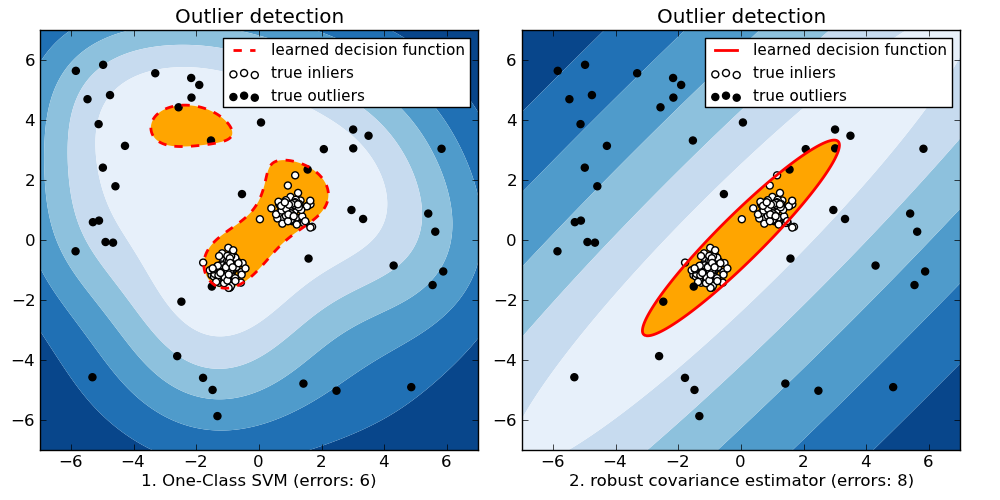 Outlier detection
learned decision function
true inliers
true outliers
6
4
2
0
−2
−4
−6
−6 −4 −2 0 2 4 6
1. One-Class SVM (errors: 6)
Outlier detection
learned decision function
true inliers
true outliers
6
4
2
0
−2
−4
−6
−6 −4 −2 0 2 4 6
2. robust covariance estimator (errors: 8)